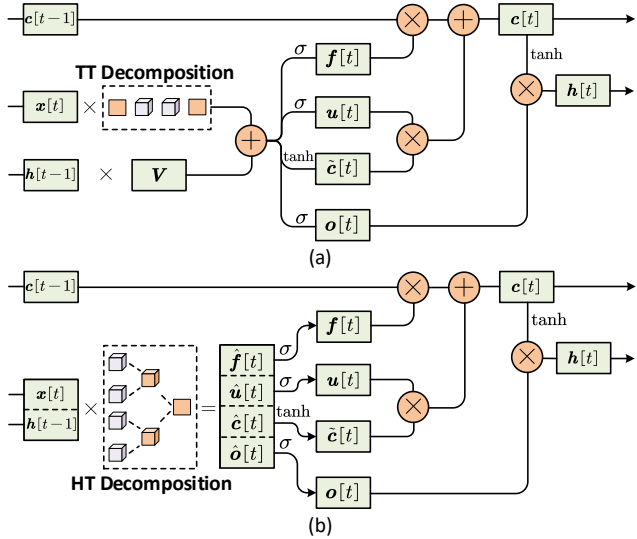 c[t−1] × + c[t]
TT Decomposition
σ f[t] tanh
x[t] × σ u[t] × × h[t]
+
tanh c̃[t]
h[t−1] × V
σ o[t]
(a)
c[t−1] × + c[t]
σ f[t] tanh
f̂[t] × h[t]
x[t] × = û[t] σ u[t] ×
h[t−1] ĉ[t] tanh c̃[t]
ô[t] σ
HT Decomposition
o[t]
(b)